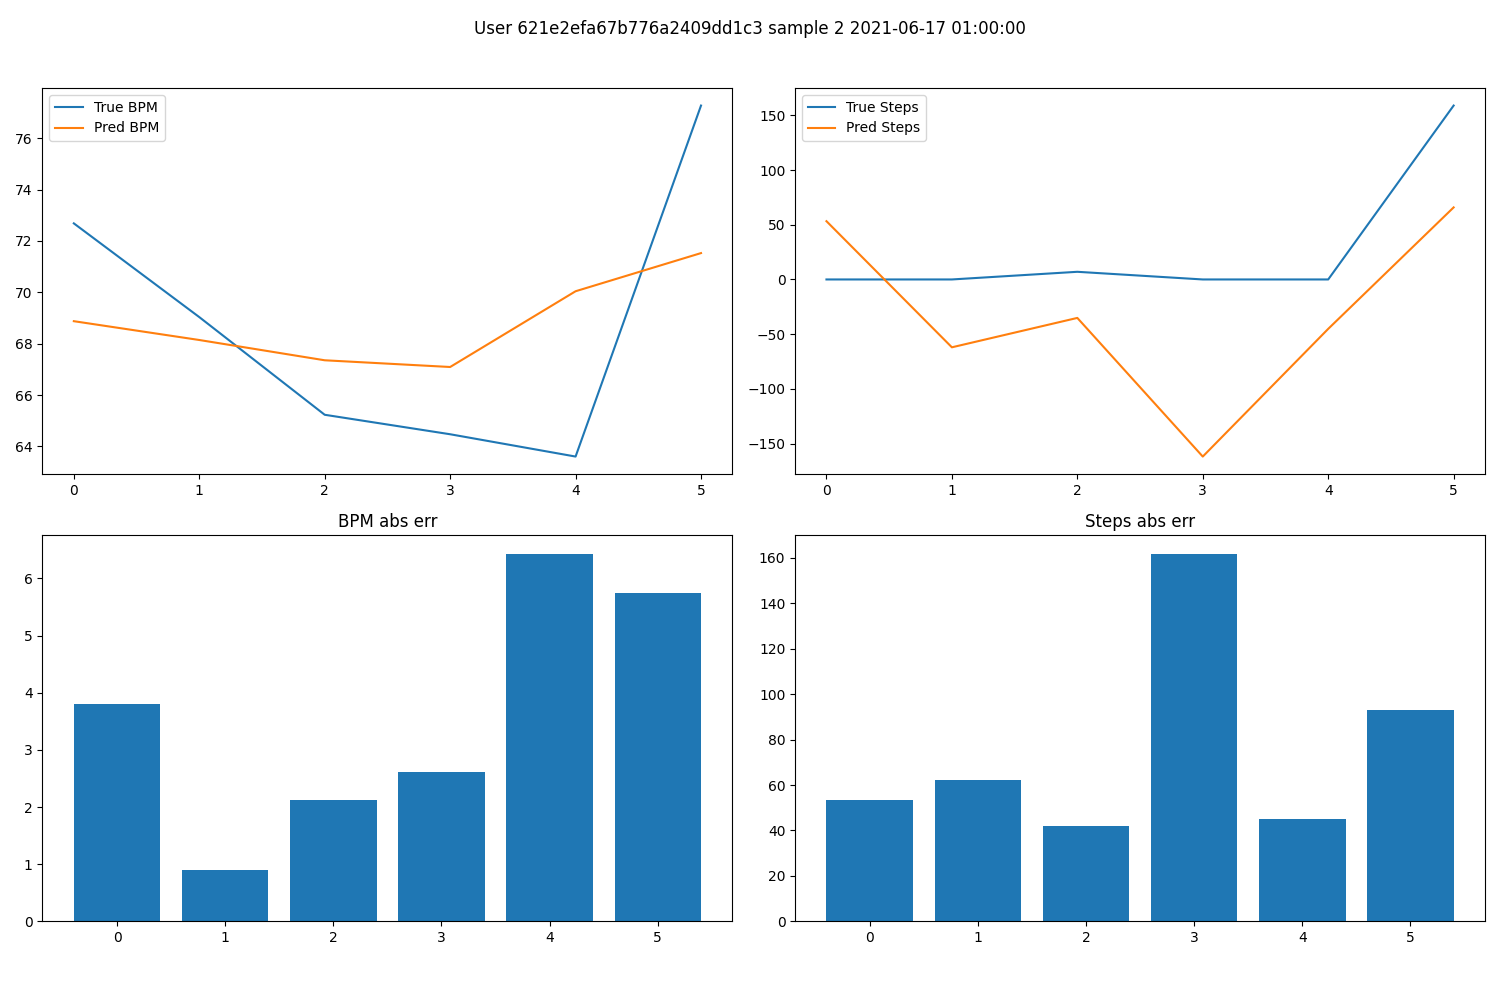 User 621e2efa67b776a2409dd1c3 sample 2 2021-06-17 01:00:00
True BPM
Pred BPM
76
74
72
70
68
66
64
0 1 2 3 4 5
True Steps
Pred Steps
150
100
50
0
−50
−100
−150
0 1 2 3 4 5
BPM abs err
6
5
4
3
2
1
0
0 1 2 3 4 5
Steps abs err
160
140
120
100
80
60
40
20
0
0 1 2 3 4 5